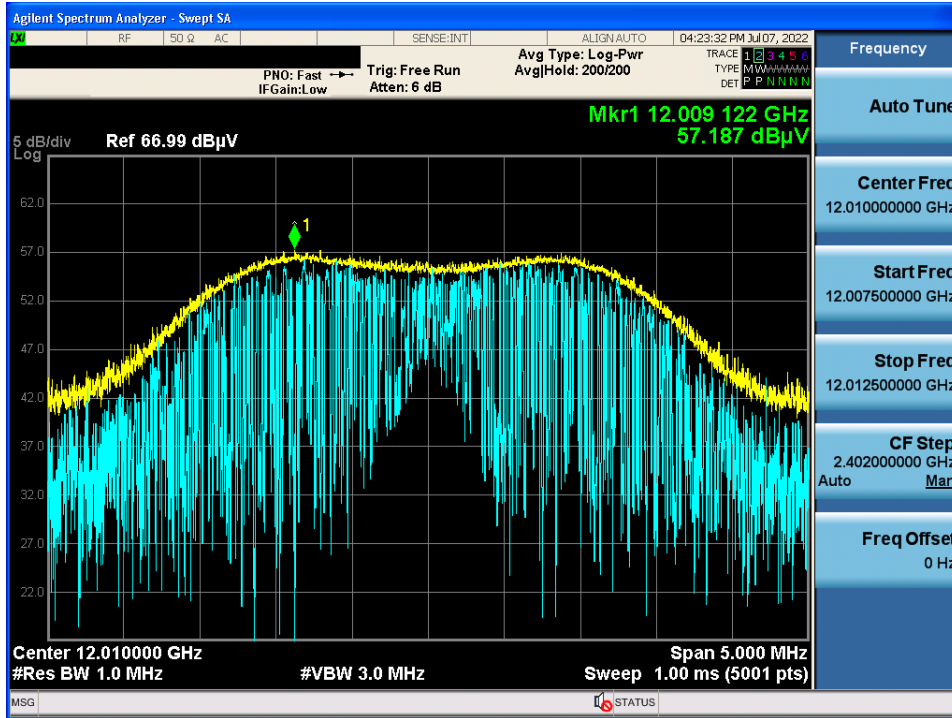 Agilent Spectrum Analyzer - Swept SA
LXI RF 50 Ω AC SENSE:INT ALIGN AUTO 04:23:32 PM Jul 07, 2022
Frequency
PNO: Fast Trig: Free Run Avg Type: Log-Pwr TRACE 1 2 3 4 5 6
IFGain:Low Atten: 6 dB Avg|Hold: 200/200 TYPE M W W W W W
DET P P N N N N
Auto Tune
Mkr1 12.009 122 GHz
57.187 dBµV
5 dB/div Ref 66.99 dBµV
Log
62.0
57.0
52.0
47.0
42.0
37.0
32.0
27.0
22.0
1
Center Freq
12.010000000 GHz
Start Freq
12.007500000 GHz
Stop Freq
12.012500000 GHz
CF Step
2.402000000 GHz
Auto Man
Freq Offset
0 Hz
Center 12.010000 GHz Span 5.000 MHz
#Res BW 1.0 MHz #VBW 3.0 MHz Sweep 1.00 ms (5001 pts)
MSG STATUS